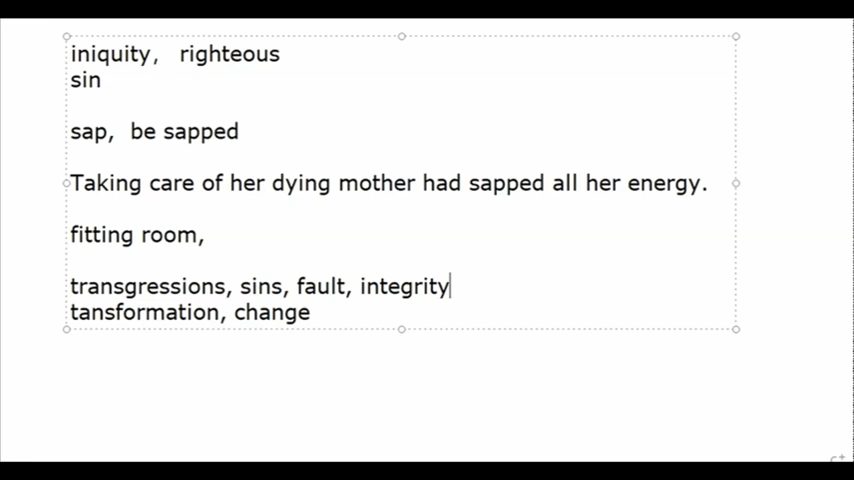 iniquity, righteous
sin
sap, be sapped
Taking care of her dying mother had sapped all her energy.
fitting room,
transgressions, sins, fault, integrity
tansformation, change